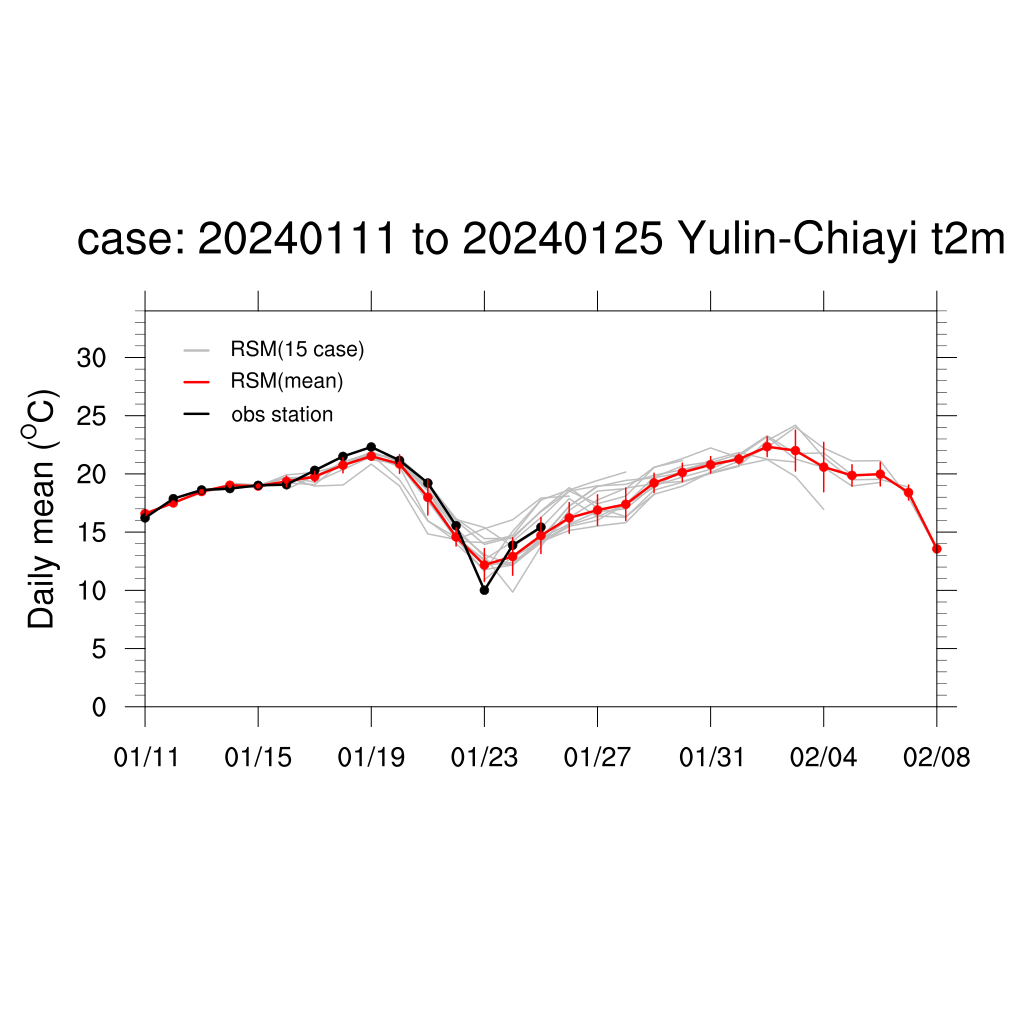 case: 20240111 to 20240125 Yulin-Chiayi t2m
RSM(15 case)
RSM(mean)
obs station
Daily mean (°C)
30
25
20
15
10
5
0
01/11 01/15 01/19 01/23 01/27 01/31 02/04 02/08